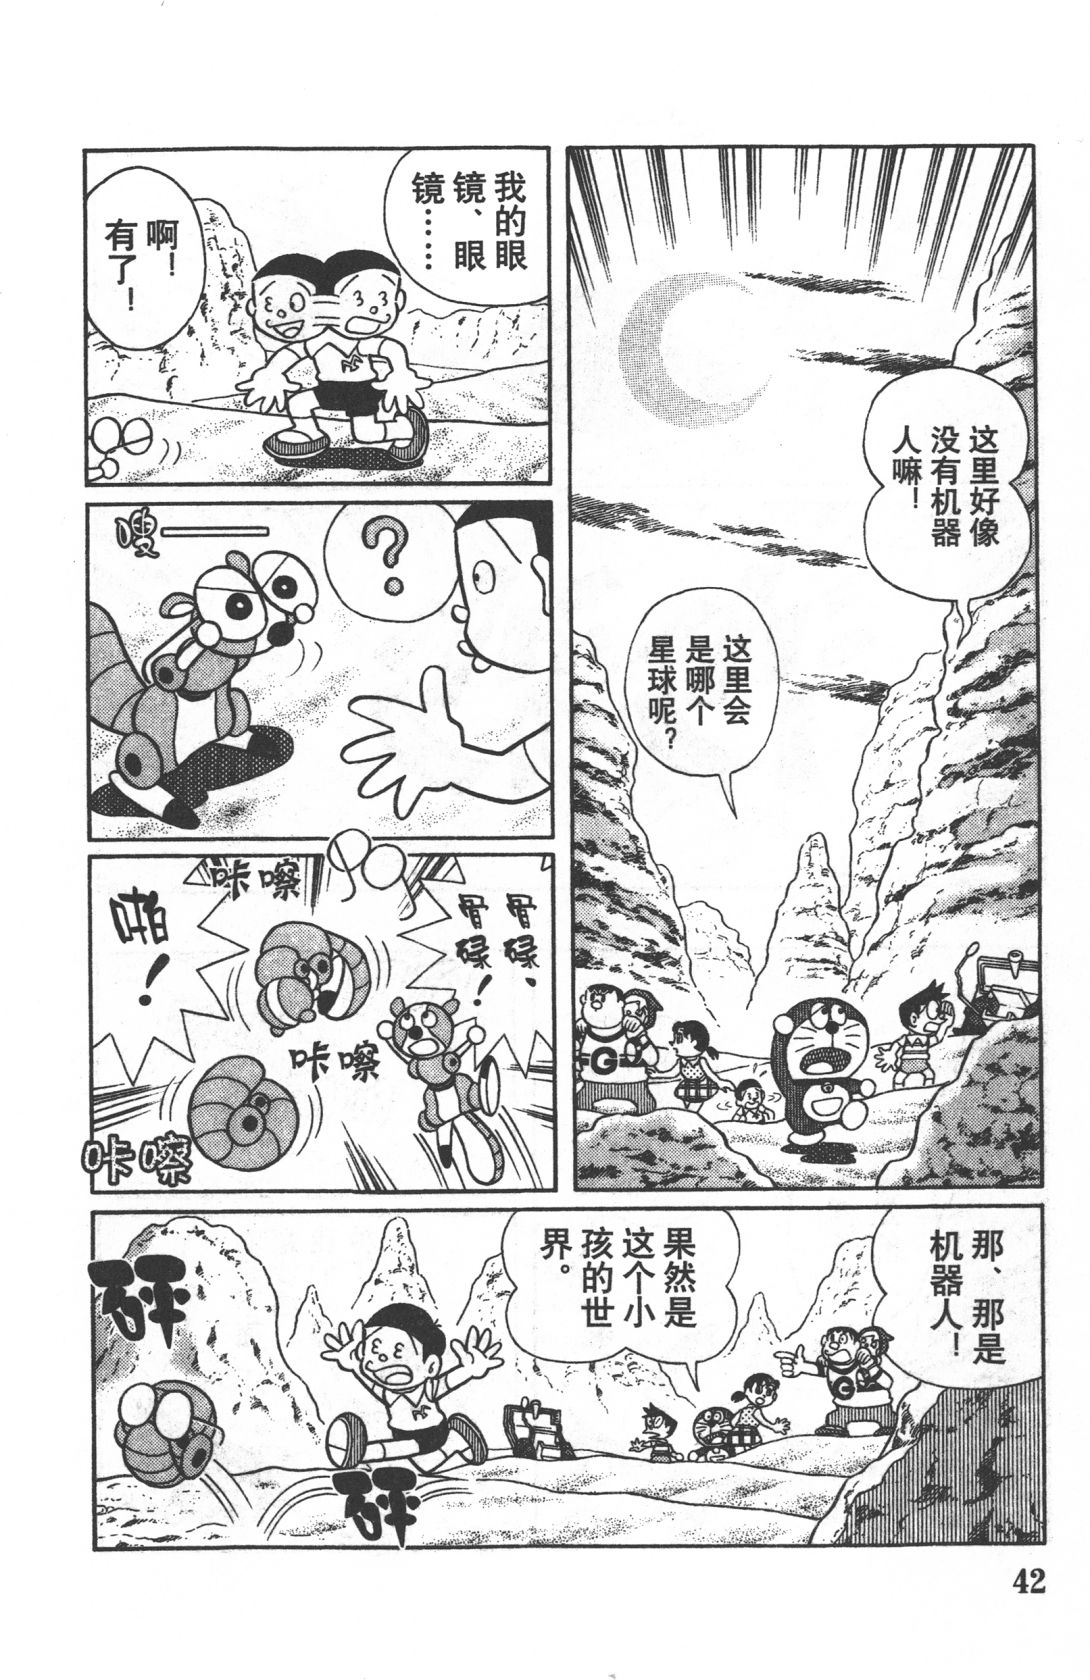 这里好像
没有机器
人嘛！
这里会
是哪个
星球呢？
我的眼
镜、眼
镜……
啊！
有了！
嗖
？
咔嚓
骨碌、
骨碌！
啪！
咔嚓
咔嚓
那、那是
机器人！
果然是
这个小
孩的世
界。
砰
砰
G
G
42